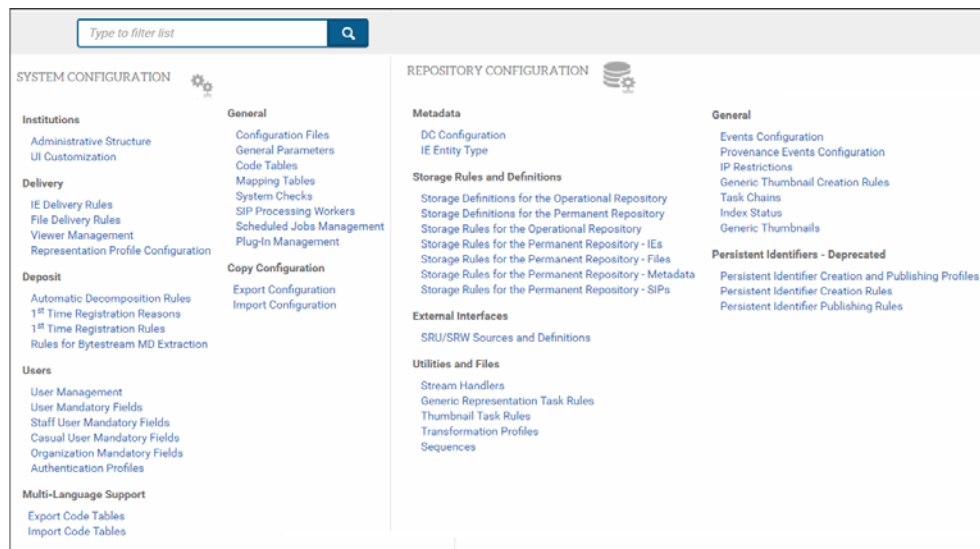 Type to filter list
SYSTEM CONFIGURATION
Institutions
Administrative Structure
UI Customization
Delivery
IE Delivery Rules
File Delivery Rules
Viewer Management
Representation Profile Configuration
Deposit
Automatic Decomposition Rules
1st Time Registration Reasons
1st Time Registration Rules
Rules for Bytestream MD Extraction
Users
User Management
User Mandatory Fields
Staff User Mandatory Fields
Casual User Mandatory Fields
Organization Mandatory Fields
Authentication Profiles
Multi-Language Support
Export Code Tables
Import Code Tables
General
Configuration Files
General Parameters
Code Tables
Mapping Tables
System Checks
SIP Processing Workers
Scheduled Jobs Management
Plug-In Management
Copy Configuration
Export Configuration
Import Configuration
REPOSITORY CONFIGURATION
Metadata
DC Configuration
IE Entity Type
Storage Rules and Definitions
Storage Definitions for the Operational Repository
Storage Definitions for the Permanent Repository
Storage Rules for the Operational Repository
Storage Rules for the Permanent Repository - IEs
Storage Rules for the Permanent Repository - Files
Storage Rules for the Permanent Repository - Metadata
Storage Rules for the Permanent Repository - SIPs
External Interfaces
SRU/SRW Sources and Definitions
Utilities and Files
Stream Handlers
Generic Representation Task Rules
Thumbnail Task Rules
Transformation Profiles
Sequences
General
Events Configuration
Provenance Events Configuration
IP Restrictions
Generic Thumbnail Creation Rules
Task Chains
Index Status
Generic Thumbnails
Persistent Identifiers - Deprecated
Persistent Identifier Creation and Publishing Profiles
Persistent Identifier Creation Rules
Persistent Identifier Publishing Rules